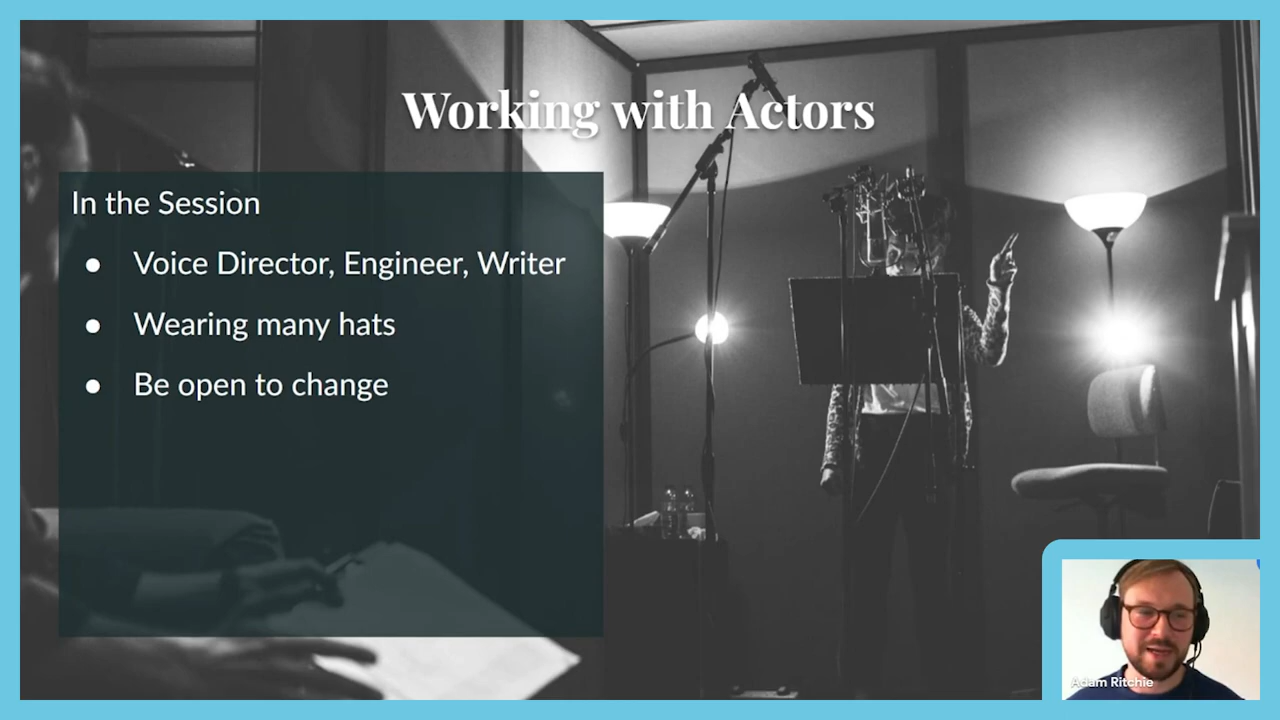 Working with Actors
In the Session
● Voice Director, Engineer, Writer
● Wearing many hats
● Be open to change
Adam Ritchie